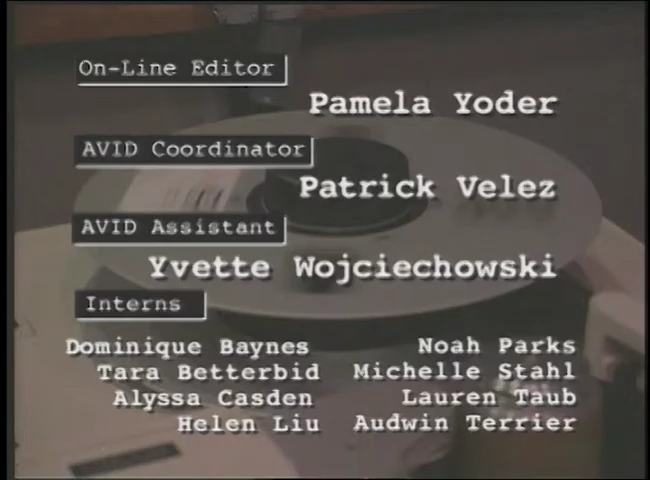 On-Line Editor
Pamela Yoder
AVID Coordinator
Patrick Velez
AVID Assistant
Yvette Wojciechowski
Interns
Dominique Baynes Noah Parks
Tara Betterbid Michelle Stahl
Alyssa Casden Lauren Taub
Helen Liu Audwin Terrier